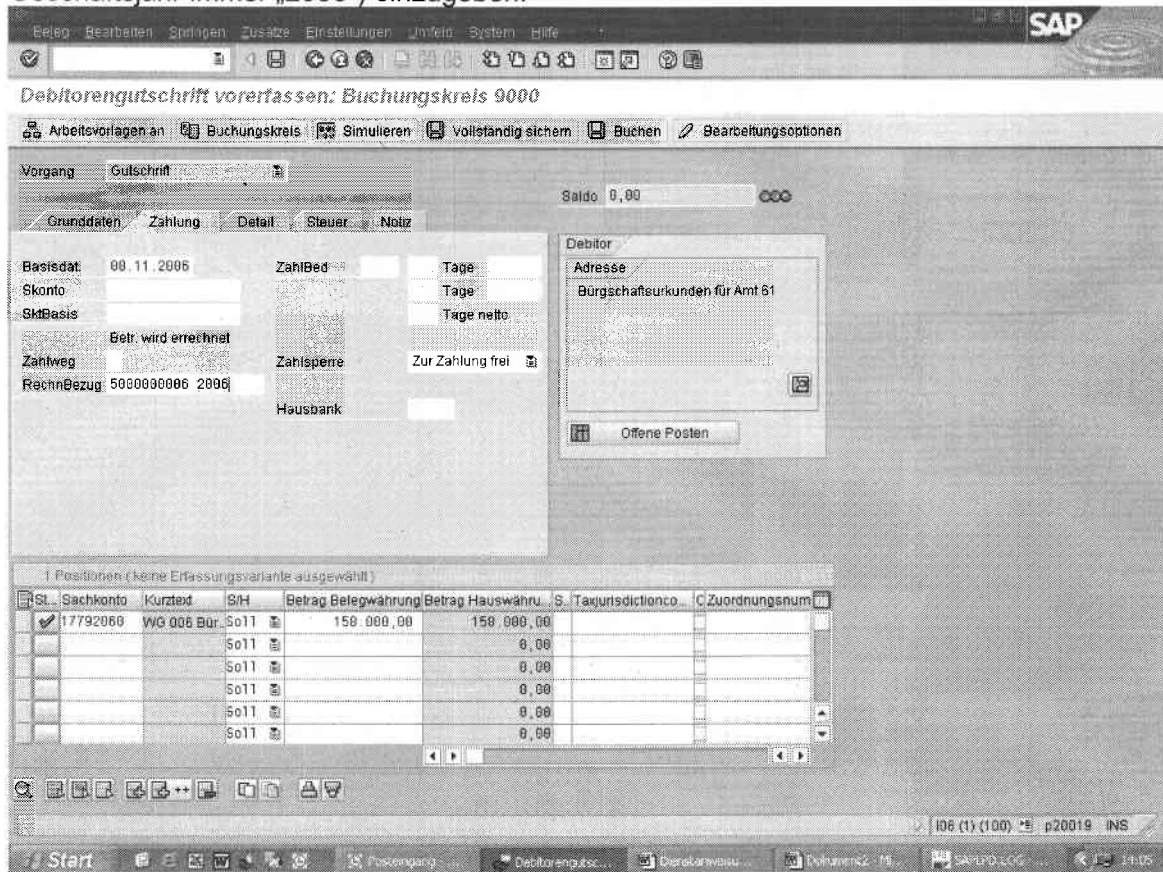 Beleg Bearbeiten Springen Zusätze Einstellungen Umfeld System Hilfe
SAP
Debitorengutschrift vorerfassen: Buchungskreis 9000
Arbeitsvorlagen an Buchungskreis Simulieren Vollständig sichern Buchen Bearbeitungsoptionen
Vorgang Gutschrift
Saldo 0,00
Grunddaten Zahlung Detail Steuer Notiz
Debitor
Basisdat. 08.11.2006 ZahlBed Tage
Adresse
Skonto Tage
Bürgschaftsurkunden für Amt 61
SktBasis Tage netto
Betr. wird errechnet
Zahlweg Zahlsperre Zur Zahlung frei
RechnBezug 5000000006 2006
Hausbank
Offene Posten
1 Positionen (keine Erfassungsvariante ausgewählt)
St... Sachkonto Kurztext S/H Betrag Belegwährung Betrag Hauswähru... S.. Taxjurisdictionco... C Zuordnungsnum
17792060 WG 006 Bür.. Soll 158.000,00 158.000,00
Soll 0,00
Soll 0,00
Soll 0,00
Soll 0,00
Soll 0,00
(1) (100) p20019 INS
Start Posteingang ... Debitorengutsc... Dienstanweisu... Dokument2 - Mi... SAPLPD.LOG ... 14:05